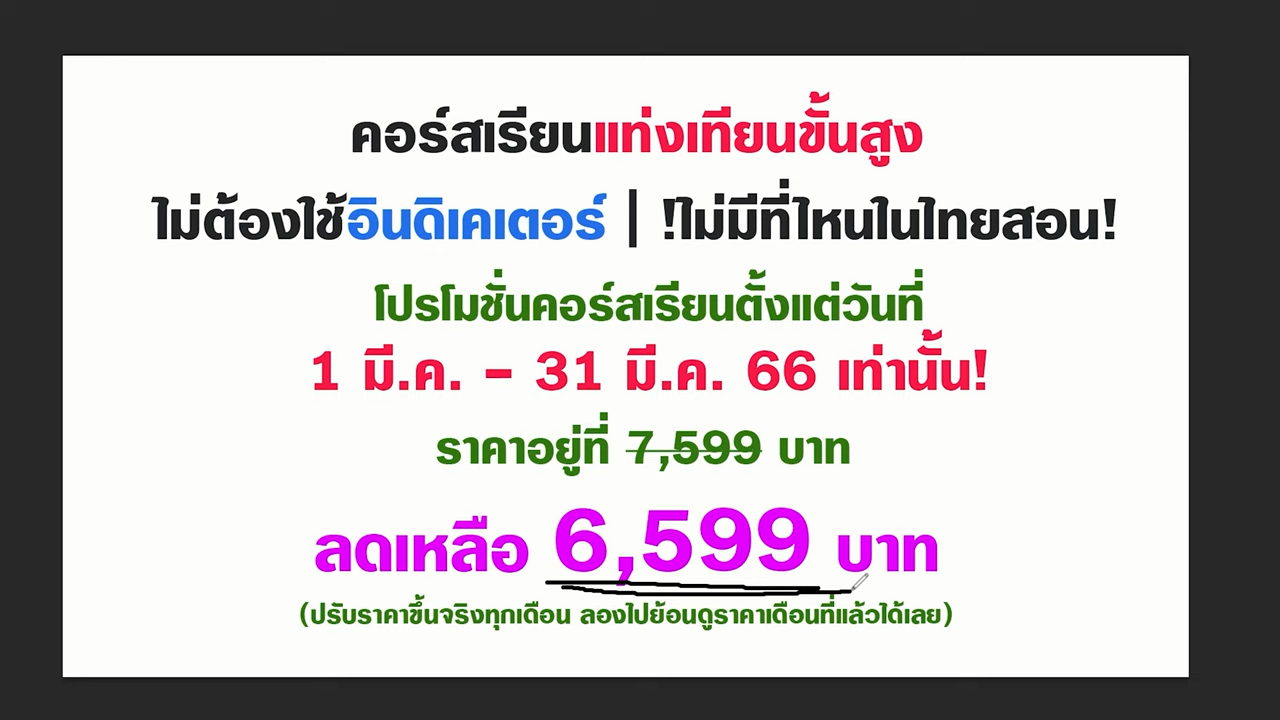 คอร์สเรียนแท่งเทียนขั้นสูง
ไม่ต้องใช้อินดิเคเตอร์ | !ไม่มีที่ไหนในไทยสอน!
โปรโมชั่นคอร์สเรียนตั้งแต่วันที่
1 มี.ค. - 31 มี.ค. 66 เท่านั้น!
ราคาอยู่ที่ 7,599 บาท
ลดเหลือ 6,599 บาท
(ปรับราคาขึ้นจริงทุกเดือน ลองไปย้อนดูราคาเดือนที่แล้วได้เลย)